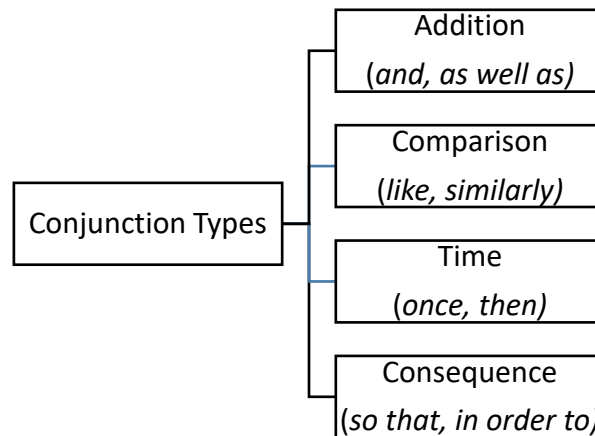 Addition
(and, as well as)
Comparison
(like, similarly)
Conjunction Types
Time
(once, then)
Consequence
(so that, in order to)